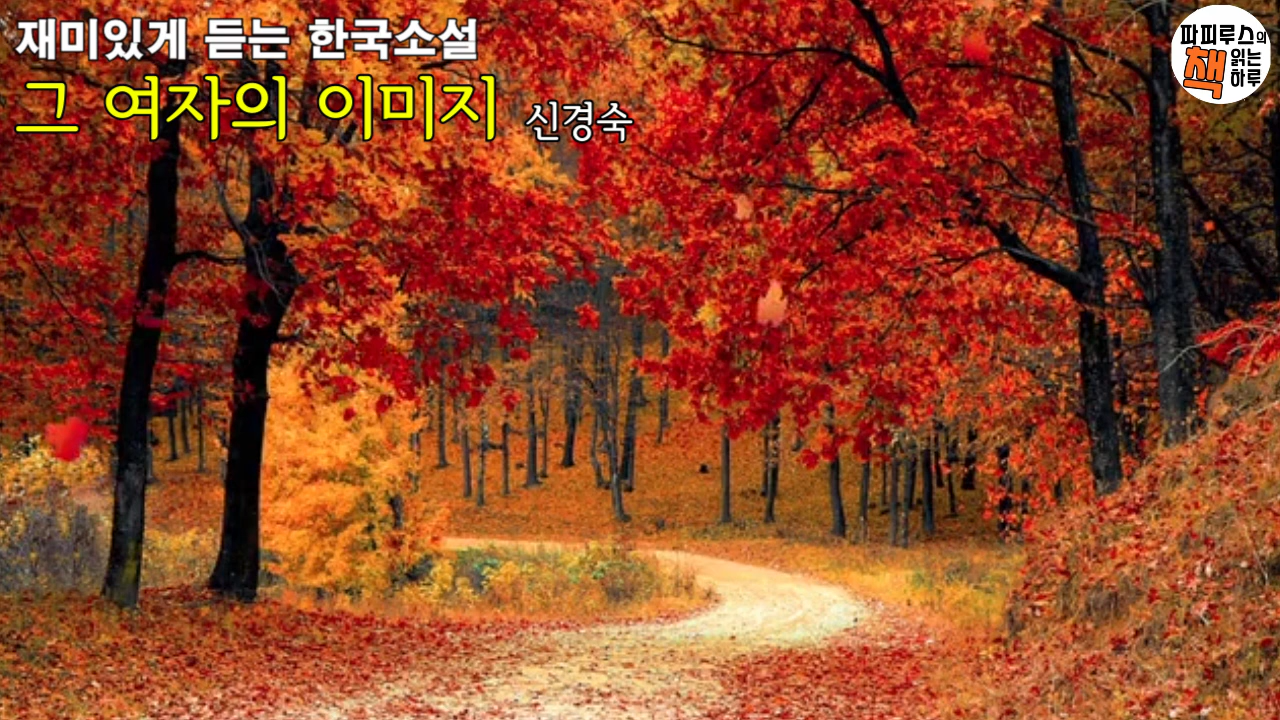 재미있게 듣는 한국소설
그 여자의 이미지 신경숙
파피루스의
책 읽는
하루